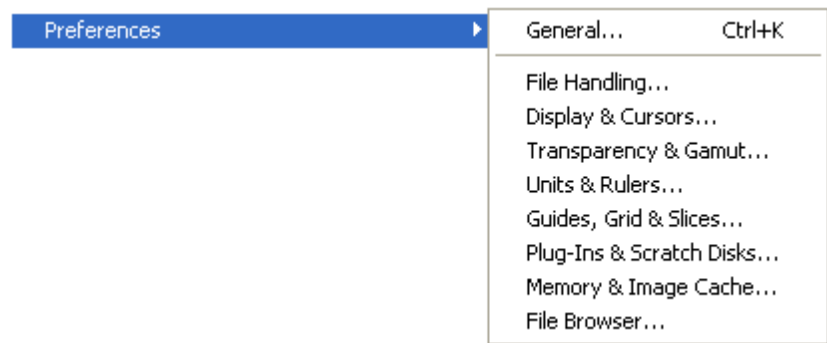 Preferences
General... Ctrl+K
File Handling...
Display & Cursors...
Transparency & Gamut...
Units & Rulers...
Guides, Grid & Slices...
Plug-Ins & Scratch Disks...
Memory & Image Cache...
File Browser...